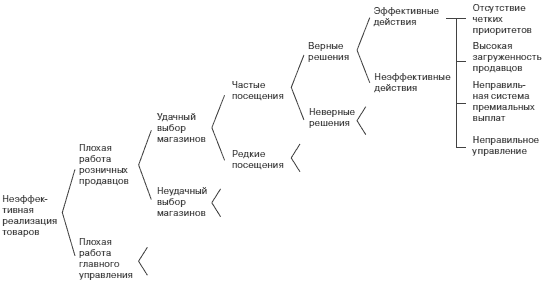 Неэффек-
тивная
реализация
товаров
Плохая
работа
розничных
продавцов
Плохая
работа
главного
управления
Удачный
выбор
магазинов
Неудачный
выбор
магазинов
Частые
посещения
Редкие
посещения
Верные
решения
Неверные
решения
Эффективные
действия
Неэффективные
действия
Отсутствие
четких
приоритетов
Высокая
загруженность
продавцов
Неправиль-
ная система
премиальных
выплат
Неправильное
управление